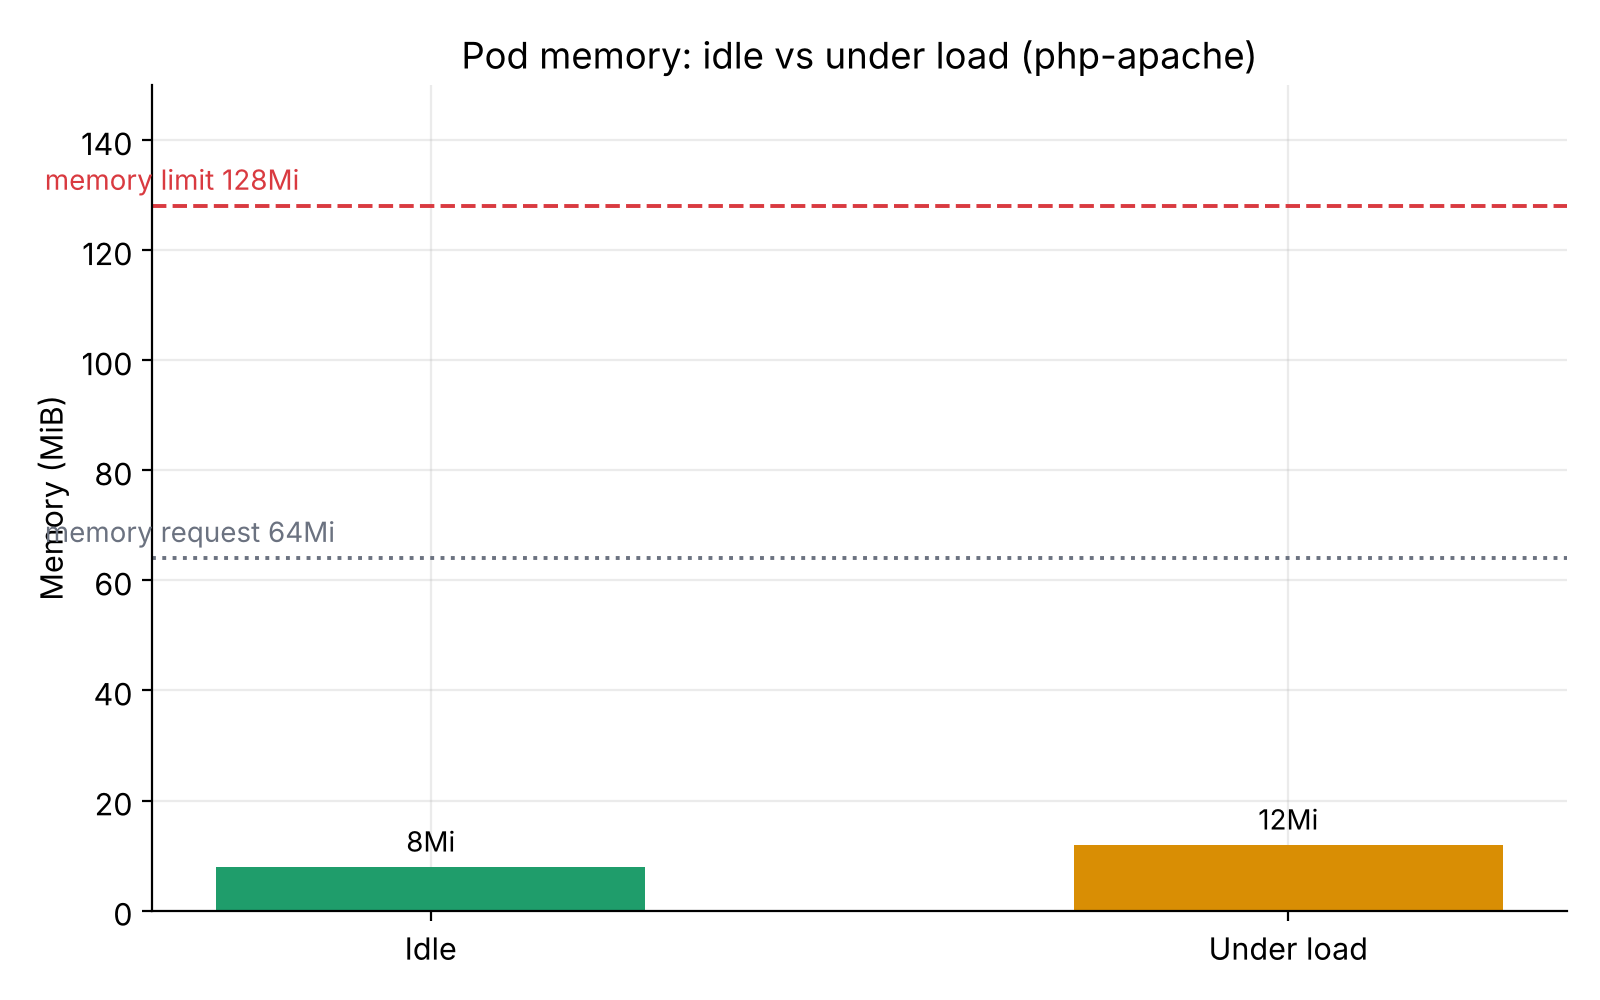 Pod memory: idle vs under load (php-apache)
140
memory limit 128Mi
120
100
80
Memory (MiB)
memory request 64Mi
60
40
20
0
8Mi
12Mi
Idle
Under load